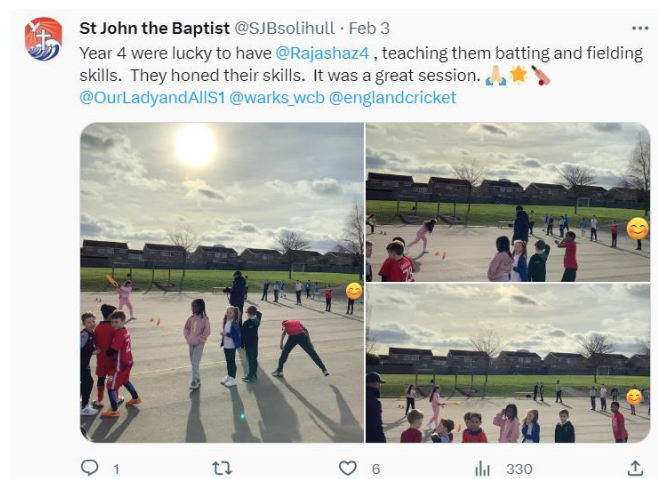 St John the Baptist @SJBsolihull · Feb 3
Year 4 were lucky to have @Rajashaz4 , teaching them batting and fielding
skills.  They honed their skills.  It was a great session. 🙏🏼🌟🏏
@OurLadyandAllS1 @warks_wcb @englandcricket
1 6 330